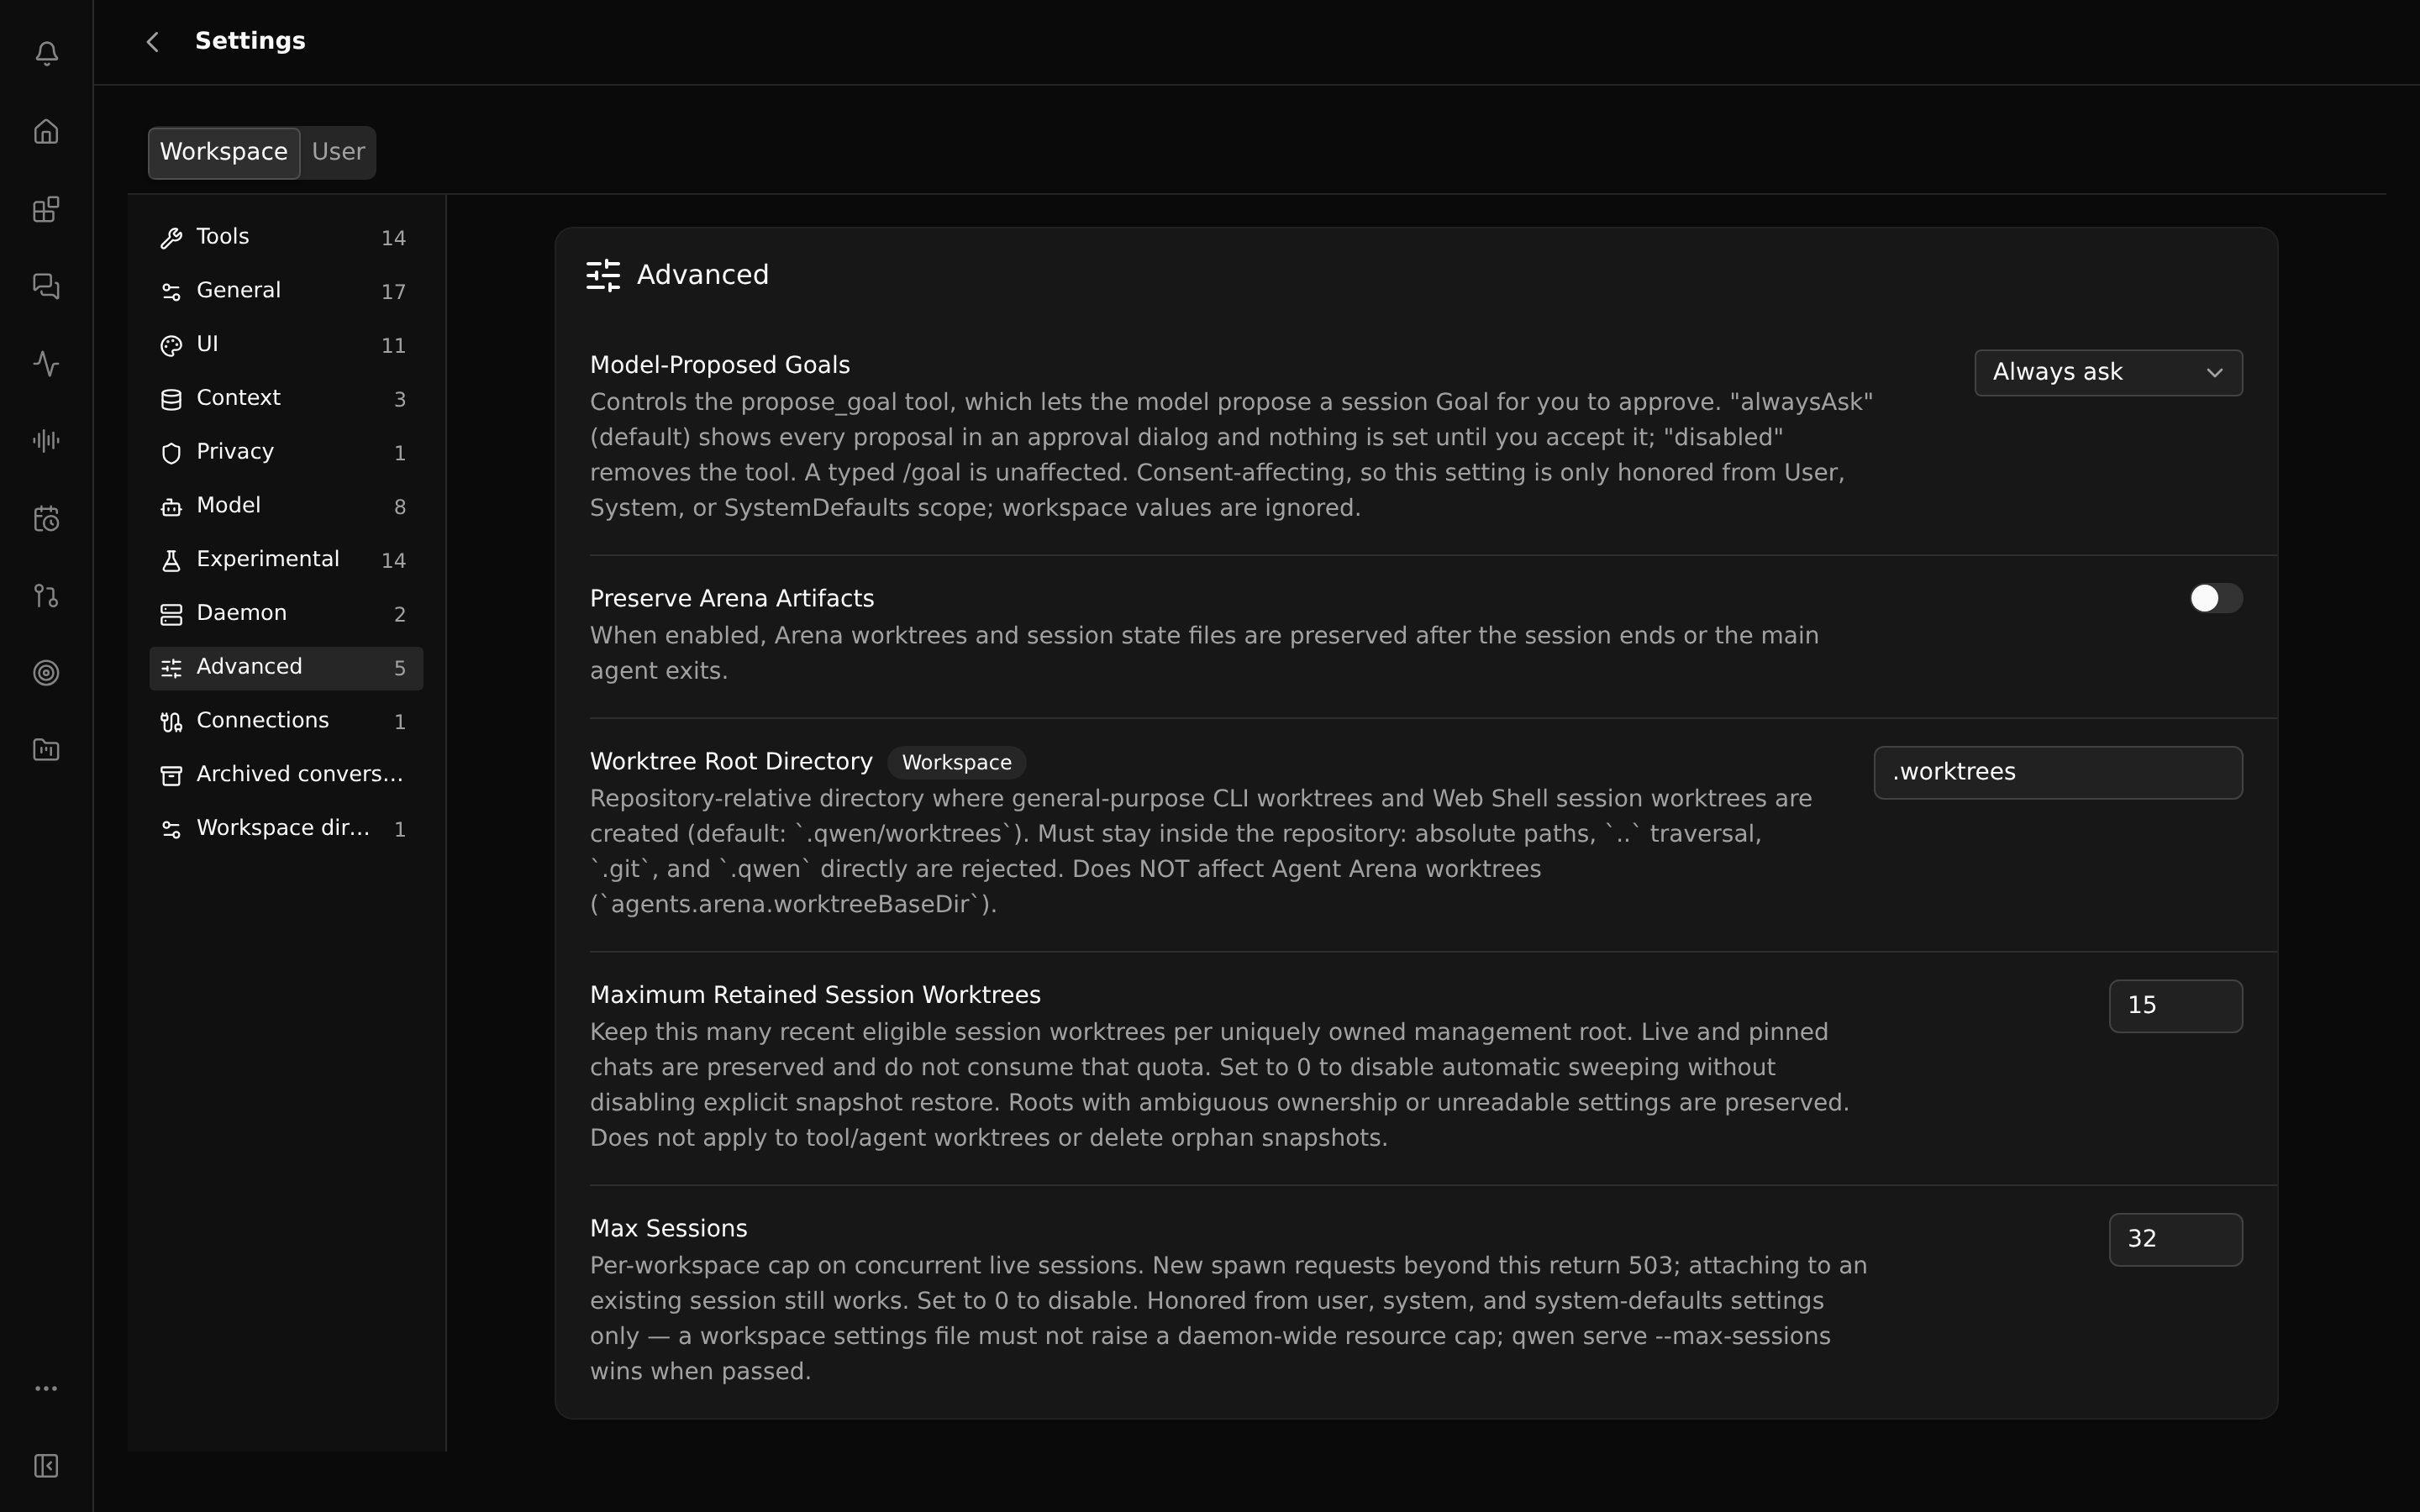 Settings
Workspace User
Tools 14
General 17
UI 11
Context 3
Privacy 1
Model 8
Experimental 14
Daemon 2
Advanced 5
Connections 1
Archived convers...
Workspace dir... 1
Advanced
Model-Proposed Goals
Always ask
Controls the propose_goal tool, which lets the model propose a session Goal for you to approve. "alwaysAsk"
(default) shows every proposal in an approval dialog and nothing is set until you accept it; "disabled"
removes the tool. A typed /goal is unaffected. Consent-affecting, so this setting is only honored from User,
System, or SystemDefaults scope; workspace values are ignored.
Preserve Arena Artifacts
When enabled, Arena worktrees and session state files are preserved after the session ends or the main
agent exits.
Worktree Root Directory Workspace
.worktrees
Repository-relative directory where general-purpose CLI worktrees and Web Shell session worktrees are
created (default: `.qwen/worktrees`). Must stay inside the repository: absolute paths, `..` traversal,
`.git`, and `.qwen` directly are rejected. Does NOT affect Agent Arena worktrees
(`agents.arena.worktreeBaseDir`).
Maximum Retained Session Worktrees
15
Keep this many recent eligible session worktrees per uniquely owned management root. Live and pinned
chats are preserved and do not consume that quota. Set to 0 to disable automatic sweeping without
disabling explicit snapshot restore. Roots with ambiguous ownership or unreadable settings are preserved.
Does not apply to tool/agent worktrees or delete orphan snapshots.
Max Sessions
32
Per-workspace cap on concurrent live sessions. New spawn requests beyond this return 503; attaching to an
existing session still works. Set to 0 to disable. Honored from user, system, and system-defaults settings
only — a workspace settings file must not raise a daemon-wide resource cap; qwen serve --max-sessions
wins when passed.